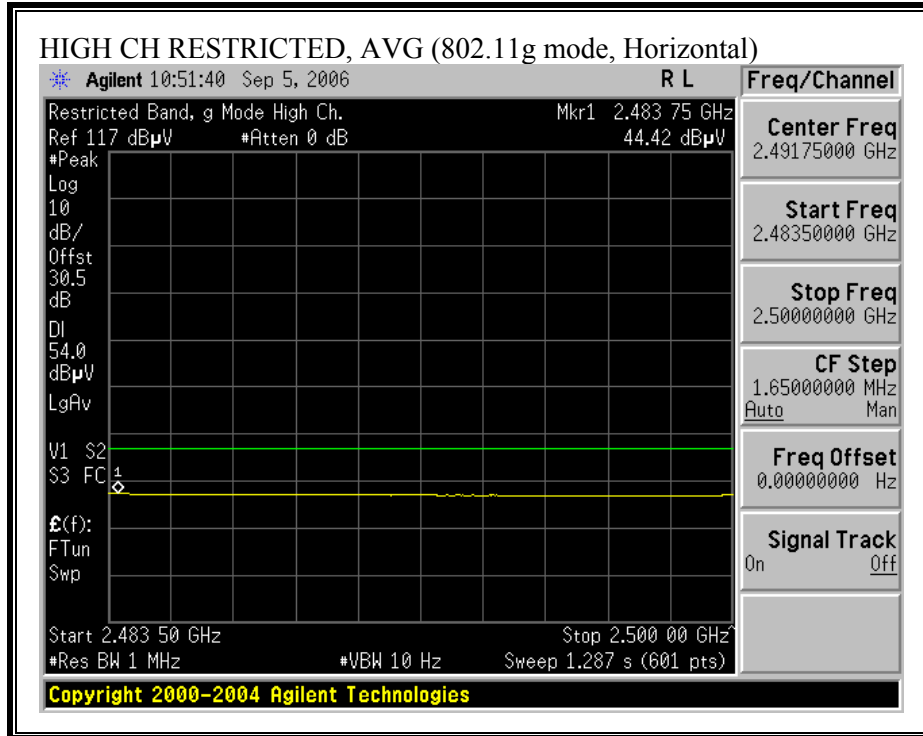 HIGH CH RESTRICTED, AVG (802.11g mode, Horizontal)
Agilent 10:51:40 Sep 5, 2006 R L Freq/Channel
Restricted Band, g Mode High Ch. Mkr1 2.483 75 GHz
Ref 117 dBµV #Atten 0 dB 44.42 dBµV
#Peak
Log
10
dB/
Offst
30.5
dB
DI
54.0
dBµV
LgAv
V1 S2
S3 FC
1
£(f):
FTun
Swp
Start 2.483 50 GHz Stop 2.500 00 GHz^
#Res BW 1 MHz #VBW 10 Hz Sweep 1.287 s (601 pts)
Center Freq
2.49175000 GHz
Start Freq
2.48350000 GHz
Stop Freq
2.50000000 GHz
CF Step
1.65000000 MHz
Auto Man
Freq Offset
0.00000000 Hz
Signal Track
On Off
Copyright 2000-2004 Agilent Technologies